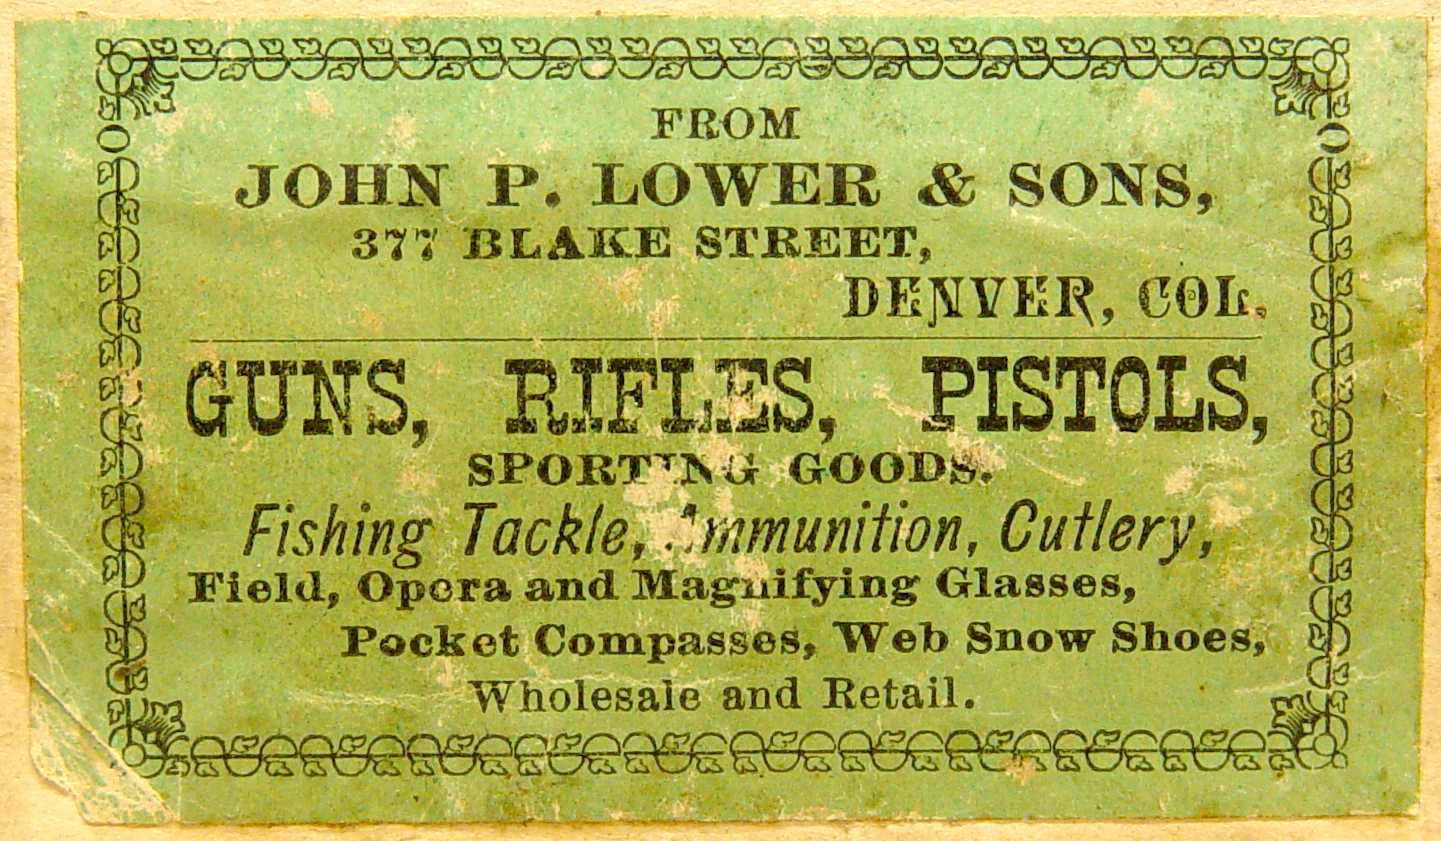 FROM
JOHN P. LOWER & SONS,
377 BLAKE STREET,
DENVER, COL.
GUNS, RIFLES, PISTOLS,
SPORTING GOODS.
Fishing Tackle, Ammunition, Cutlery,
Field, Opera and Magnifying Glasses,
Pocket Compasses, Web Snow Shoes,
Wholesale and Retail.